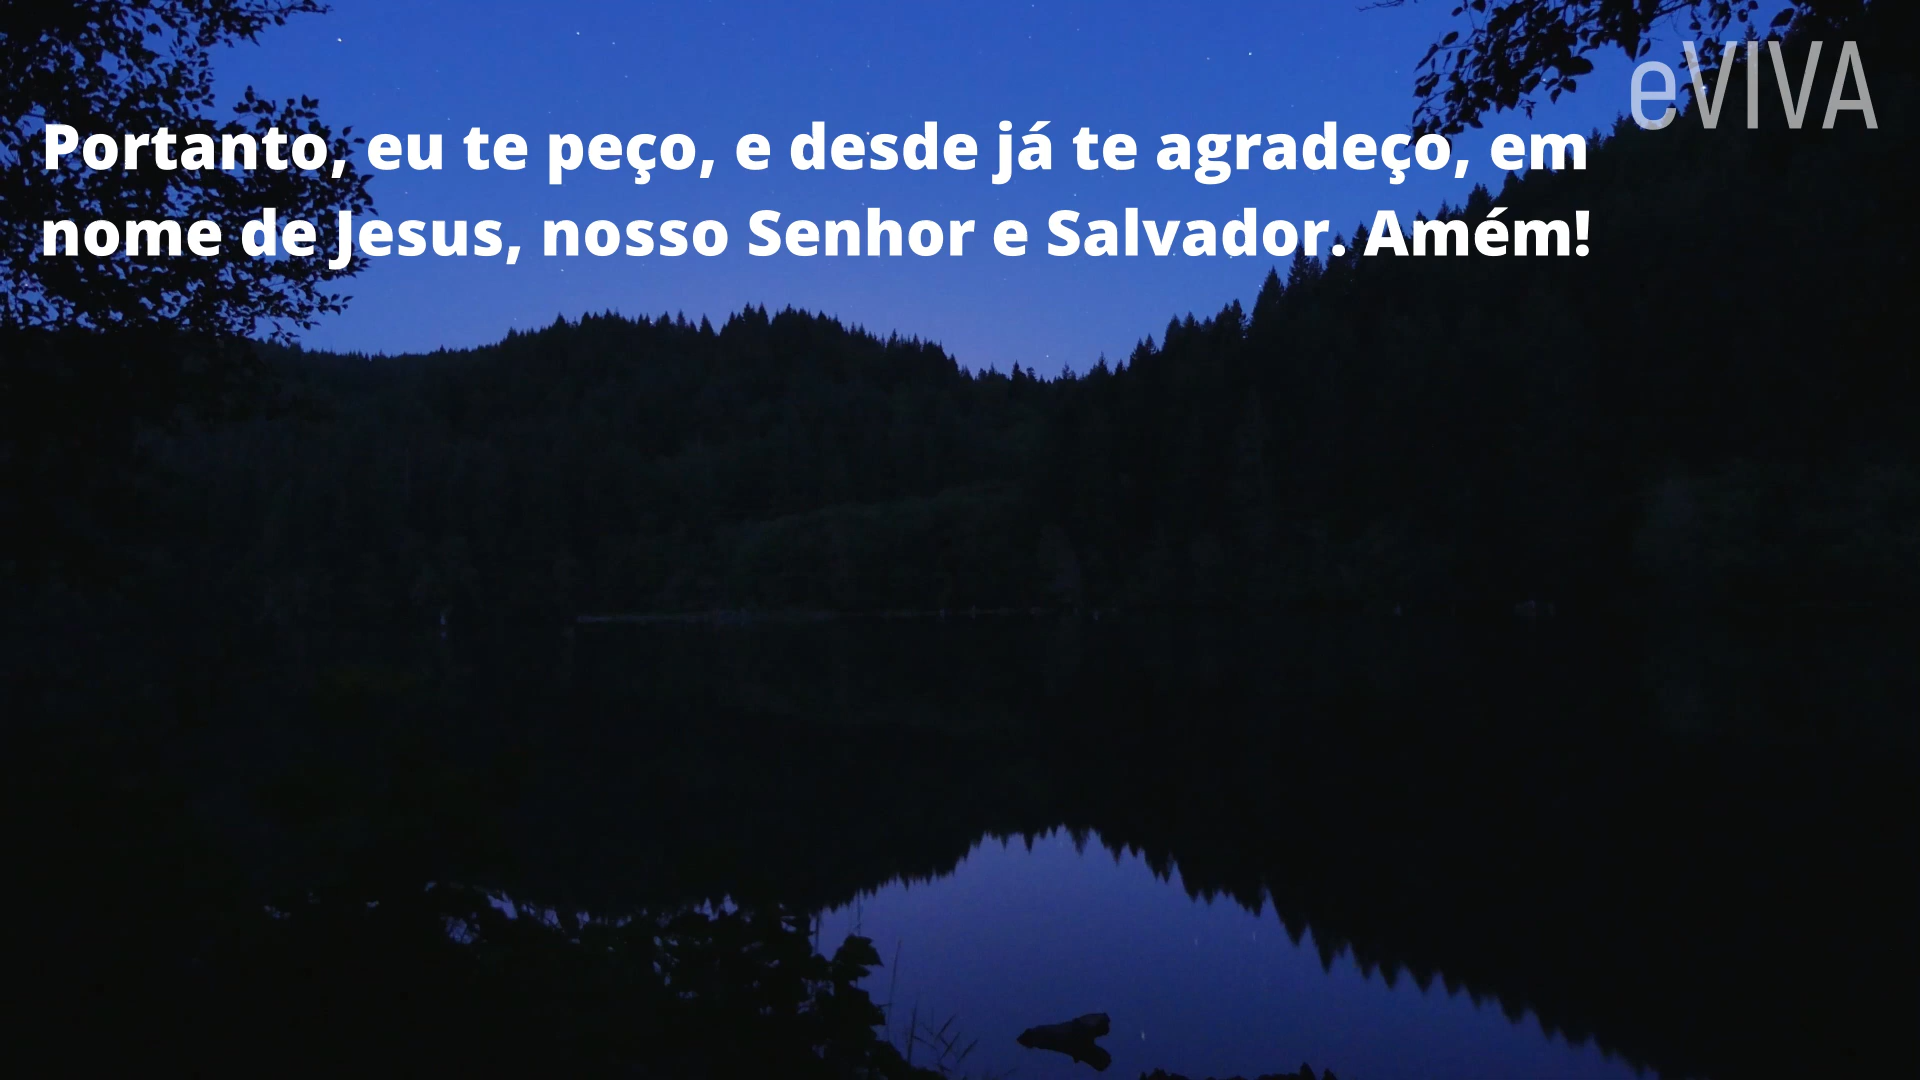 eVIVA
Portanto, eu te peço, e desde já te agradeço, em
nome de Jesus, nosso Senhor e Salvador. Amém!